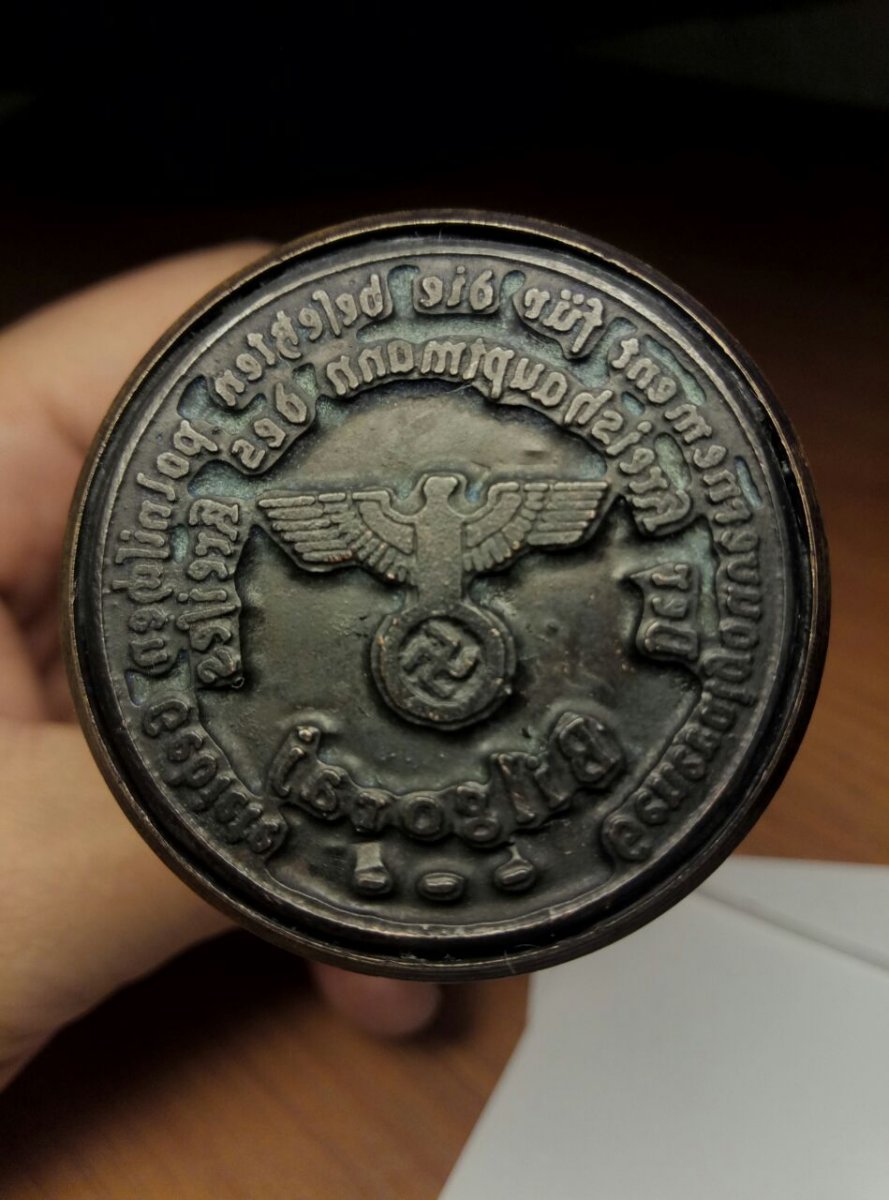 Generalgouvernement für die beſetzten polniſchen Gebiete
Der Kreishauptmann des Kreiſes
Bilgoraj